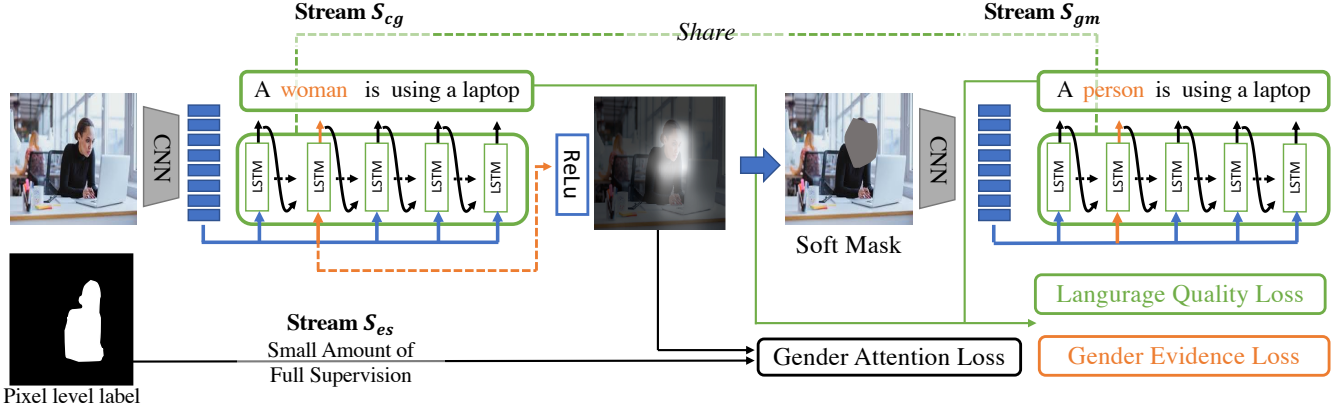 Stream S_cg
Share
Stream S_gm
A woman is using a laptop
A person is using a laptop
CNN
LSTM
LSTM
LSTM
LSTM
LSTM
ReLu
CNN
LSTM
LSTM
LSTM
LSTM
LSTM
Soft Mask
Langurage Quality Loss
Stream S_es
Small Amount of
Full Supervision
Gender Attention Loss
Gender Evidence Loss
Pixel level label